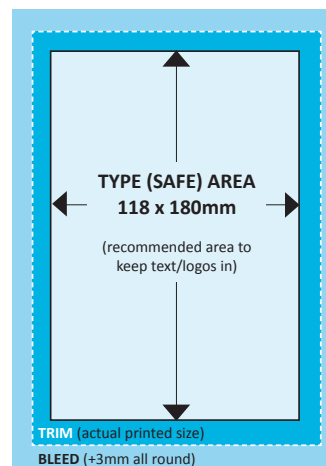 TYPE (SAFE) AREA
118 x 180mm
(recommended area to
keep text/logos in)
TRIM (actual printed size)
BLEED (+3mm all round)